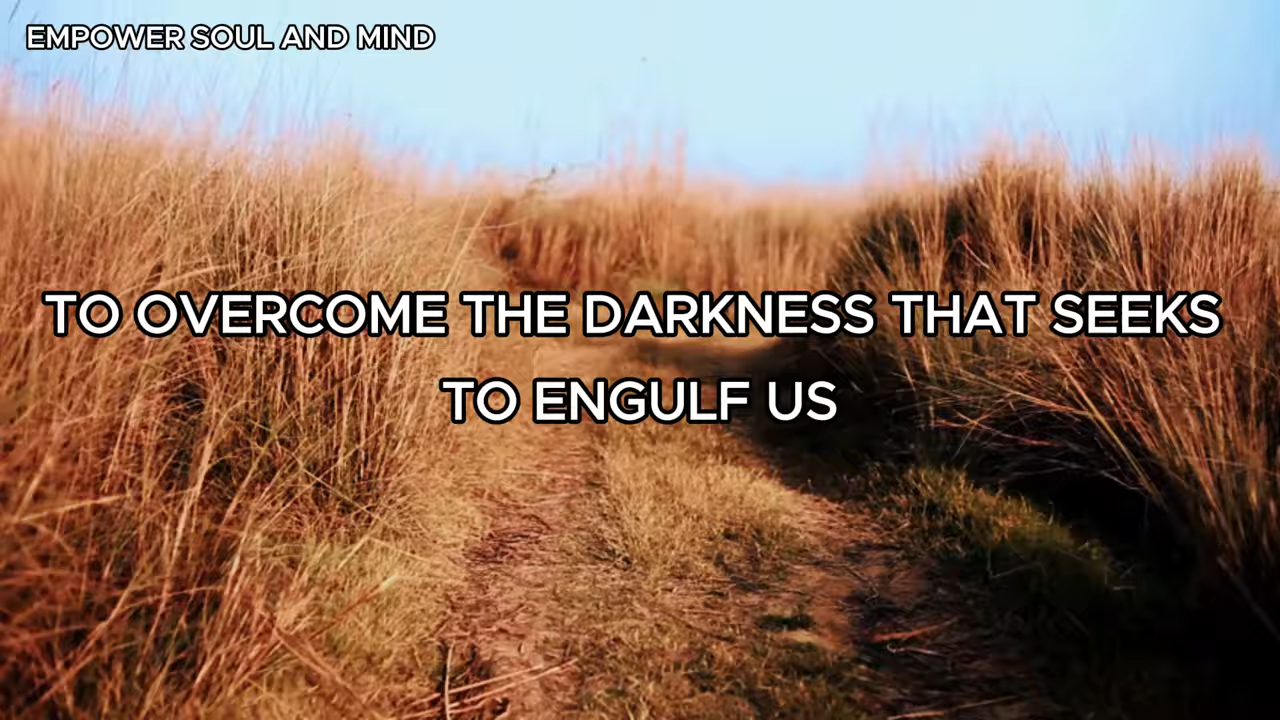 EMPOWER SOUL AND MIND
TO OVERCOME THE DARKNESS THAT SEEKS
TO ENGULF US